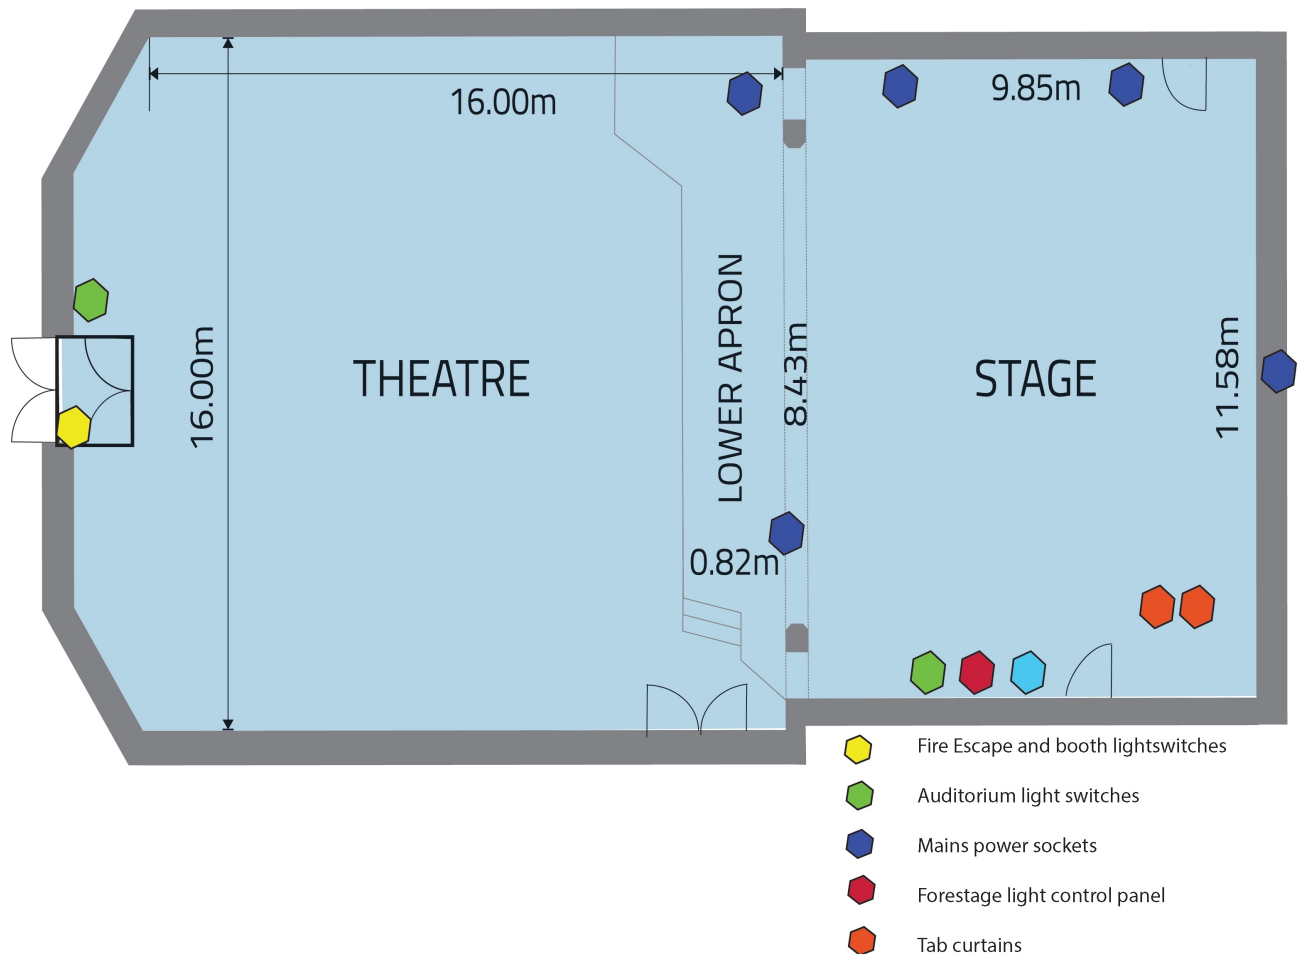 16.00m
9.85m
16.00m
THEATRE
LOWER APRON
8.43m
STAGE
11.58m
0.82m
Fire Escape and booth lightswitches
Auditorium light switches
Mains power sockets
Forestage light control panel
Tab curtains